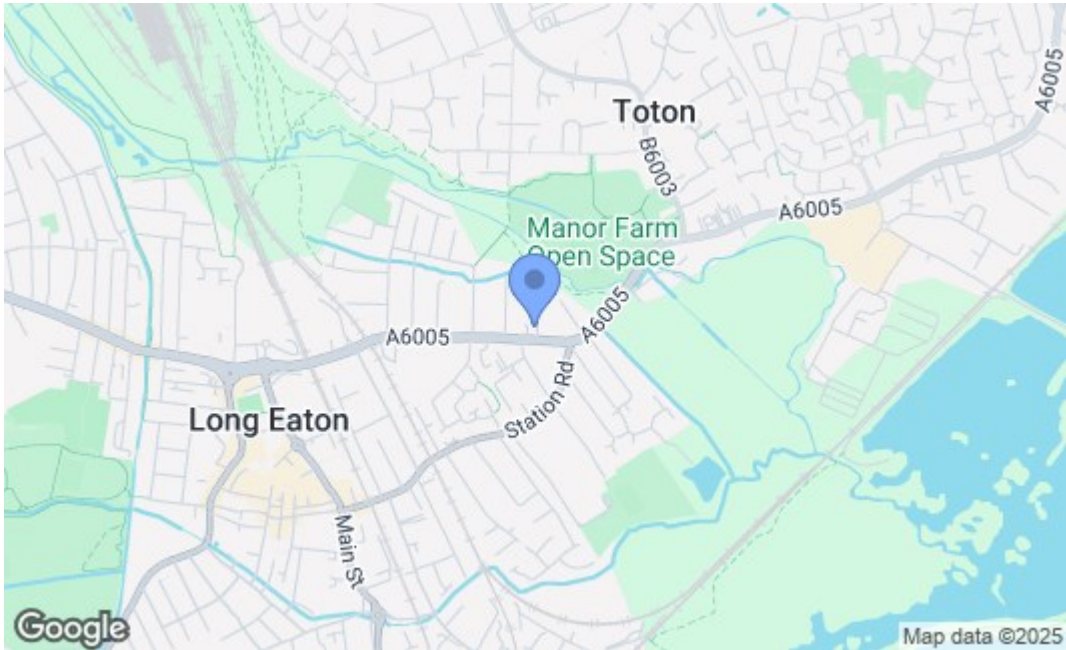 A6005
Toton
B6003
A6005
Manor Farm
Open Space
A6005
A6005
Station Rd
Long Eaton
Main St
Google
Map data ©2025